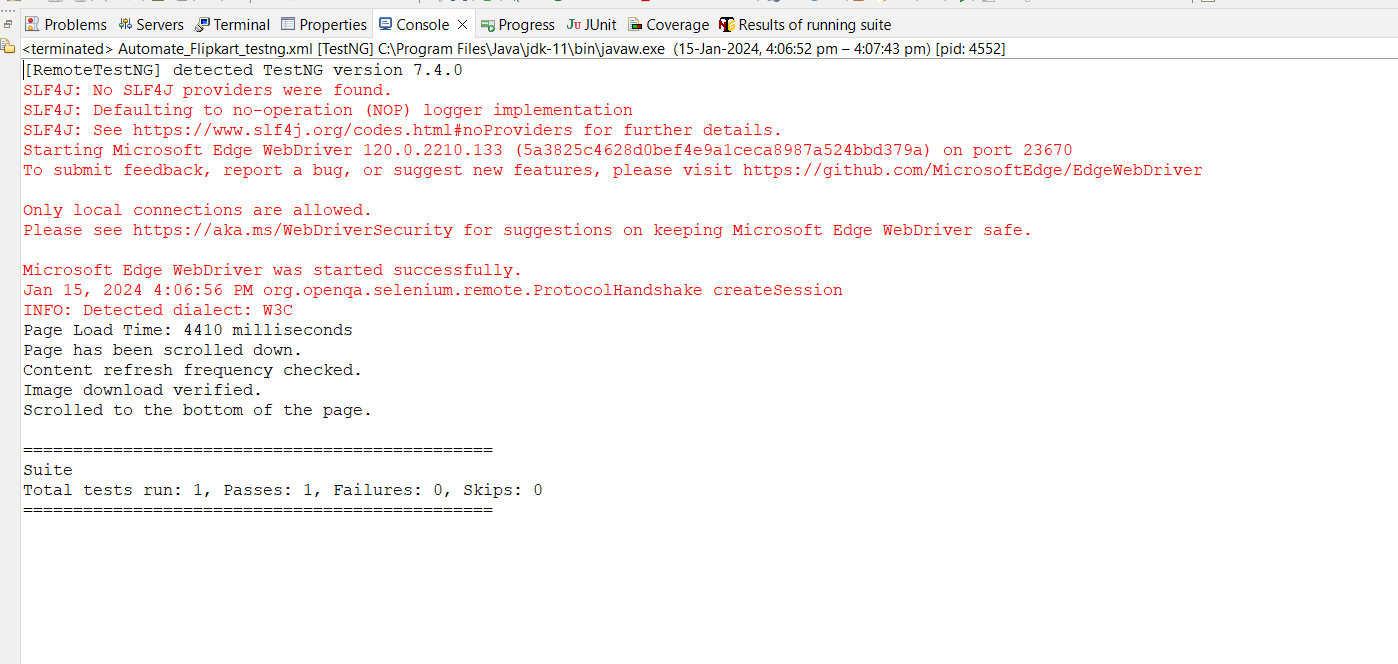 Problems Servers Terminal Properties Console Progress JUnit Coverage Results of running suite
<terminated> Automate_Flipkart_testng.xml [TestNG] C:\Program Files\Java\jdk-11\bin\javaw.exe (15-Jan-2024, 4:06:52 pm – 4:07:43 pm) [pid: 4552]
[RemoteTestNG] detected TestNG version 7.4.0
SLF4J: No SLF4J providers were found.
SLF4J: Defaulting to no-operation (NOP) logger implementation
SLF4J: See https://www.slf4j.org/codes.html#noProviders for further details.
Starting Microsoft Edge WebDriver 120.0.2210.133 (5a3825c4628d0bef4e9a1ceca8987a524bbd379a) on port 23670
To submit feedback, report a bug, or suggest new features, please visit https://github.com/MicrosoftEdge/EdgeWebDriver
Only local connections are allowed.
Please see https://aka.ms/WebDriverSecurity for suggestions on keeping Microsoft Edge WebDriver safe.
Microsoft Edge WebDriver was started successfully.
Jan 15, 2024 4:06:56 PM org.openqa.selenium.remote.ProtocolHandshake createSession
INFO: Detected dialect: W3C
Page Load Time: 4410 milliseconds
Page has been scrolled down.
Content refresh frequency checked.
Image download verified.
Scrolled to the bottom of the page.
===============================================
Suite
Total tests run: 1, Passes: 1, Failures: 0, Skips: 0
===============================================